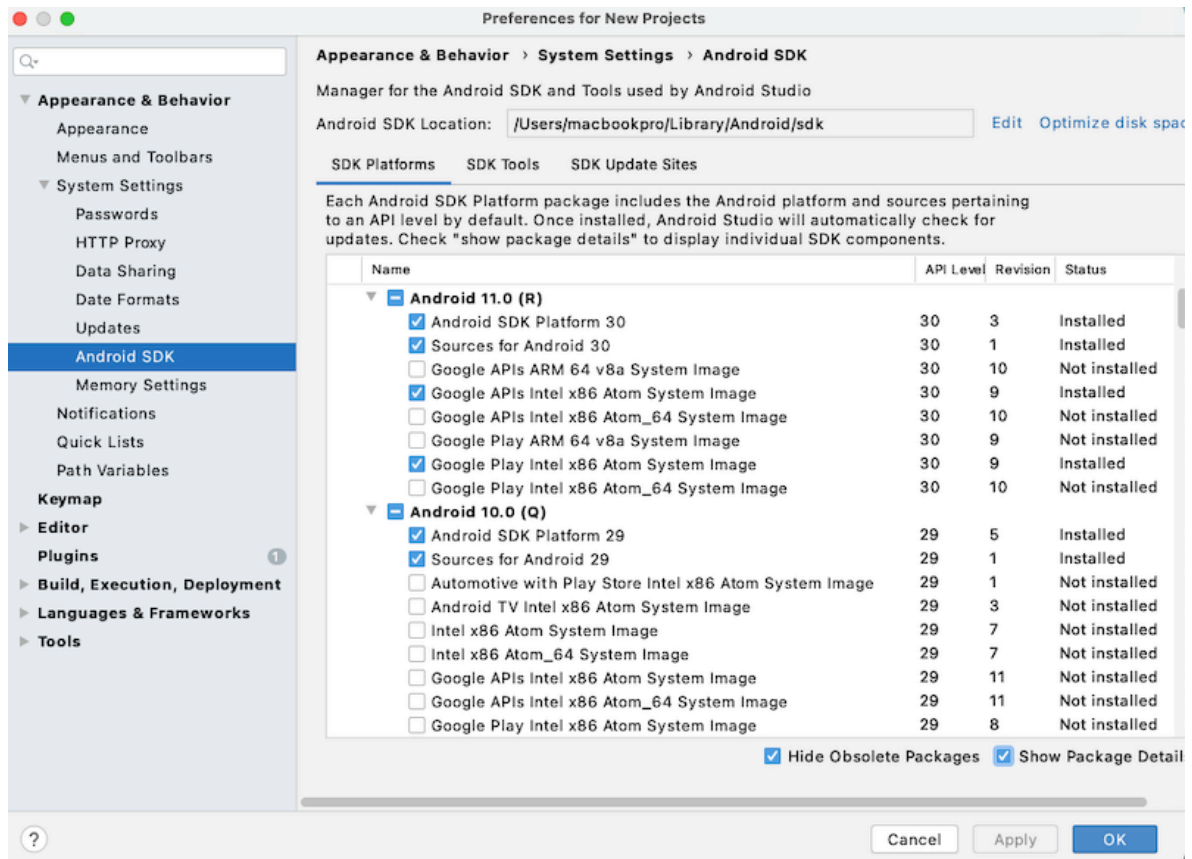 Preferences for New Projects
Appearance & Behavior
Appearance
Menus and Toolbars
System Settings
Passwords
HTTP Proxy
Data Sharing
Date Formats
Updates
Android SDK
Memory Settings
Notifications
Quick Lists
Path Variables
Keymap
Editor
Plugins 1
Build, Execution, Deployment
Languages & Frameworks
Tools
Appearance & Behavior › System Settings › Android SDK
Manager for the Android SDK and Tools used by Android Studio
Android SDK Location: /Users/macbookpro/Library/Android/sdk Edit Optimize disk spac
SDK Platforms SDK Tools SDK Update Sites
Each Android SDK Platform package includes the Android platform and sources pertaining
to an API level by default. Once installed, Android Studio will automatically check for
updates. Check "show package details" to display individual SDK components.
Name API Level Revision Status
Android 11.0 (R)
Android SDK Platform 30 30 3 Installed
Sources for Android 30 30 1 Installed
Google APIs ARM 64 v8a System Image 30 10 Not installed
Google APIs Intel x86 Atom System Image 30 9 Installed
Google APIs Intel x86 Atom_64 System Image 30 10 Not installed
Google Play ARM 64 v8a System Image 30 9 Not installed
Google Play Intel x86 Atom System Image 30 9 Installed
Google Play Intel x86 Atom_64 System Image 30 10 Not installed
Android 10.0 (Q)
Android SDK Platform 29 29 5 Installed
Sources for Android 29 29 1 Installed
Automotive with Play Store Intel x86 Atom System Image 29 1 Not installed
Android TV Intel x86 Atom System Image 29 3 Not installed
Intel x86 Atom System Image 29 7 Not installed
Intel x86 Atom_64 System Image 29 7 Not installed
Google APIs Intel x86 Atom System Image 29 11 Not installed
Google APIs Intel x86 Atom_64 System Image 29 11 Not installed
Google Play Intel x86 Atom System Image 29 8 Not installed
Hide Obsolete Packages Show Package Detail
? Cancel Apply OK